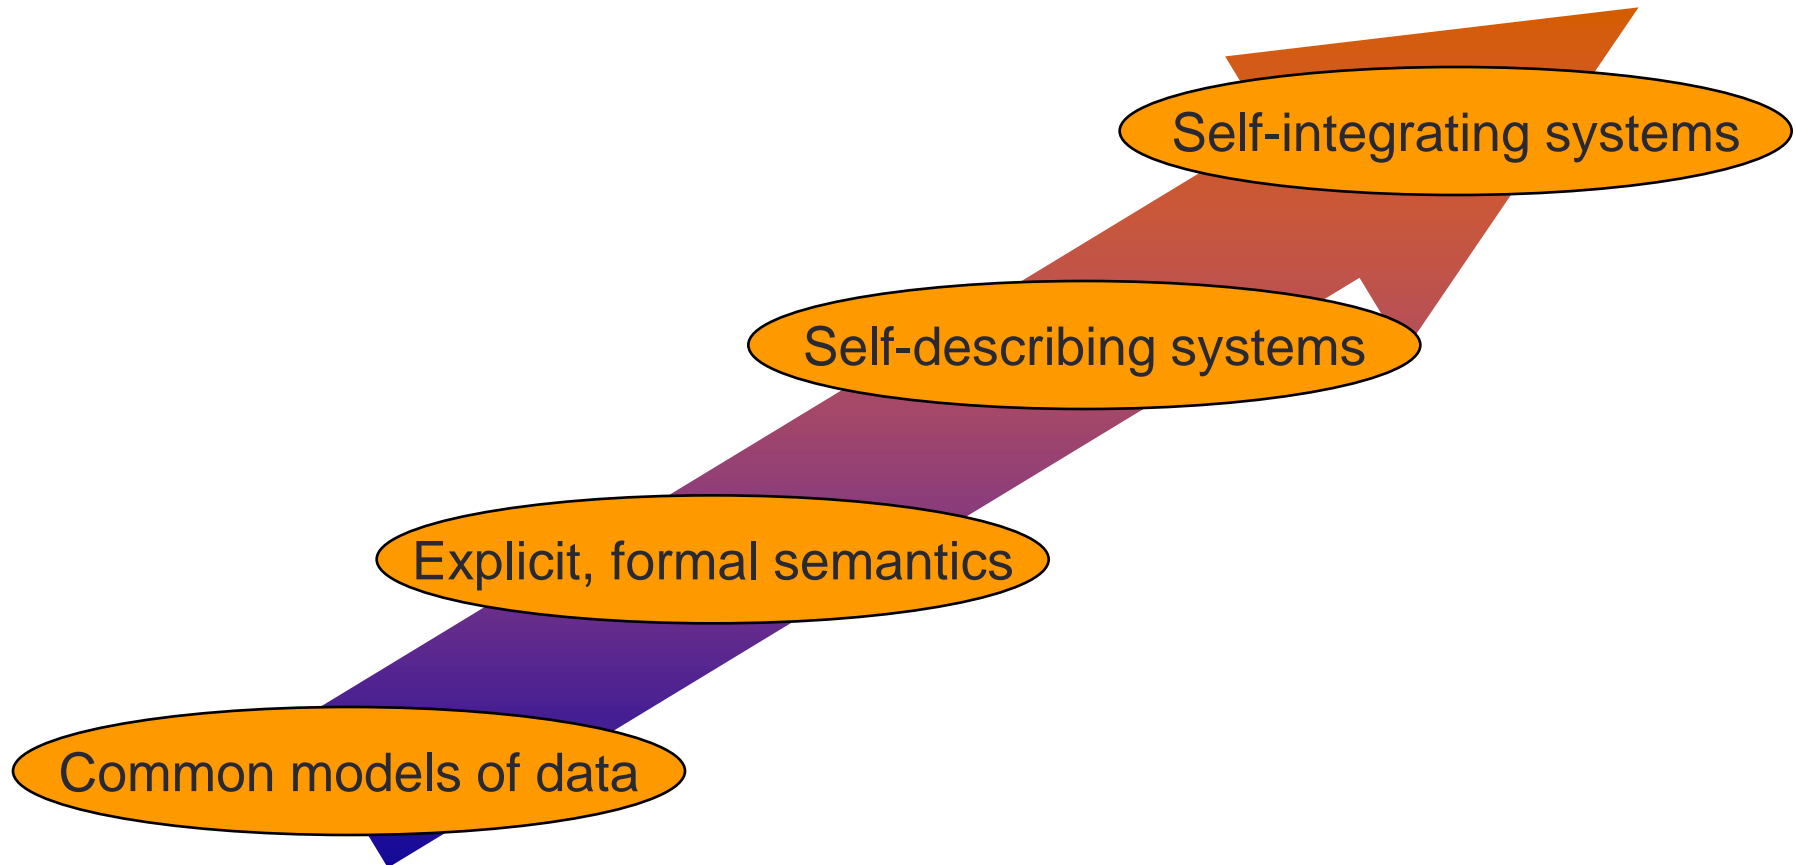 Self-integrating systems
Self-describing systems
Explicit, formal semantics
Common models of data